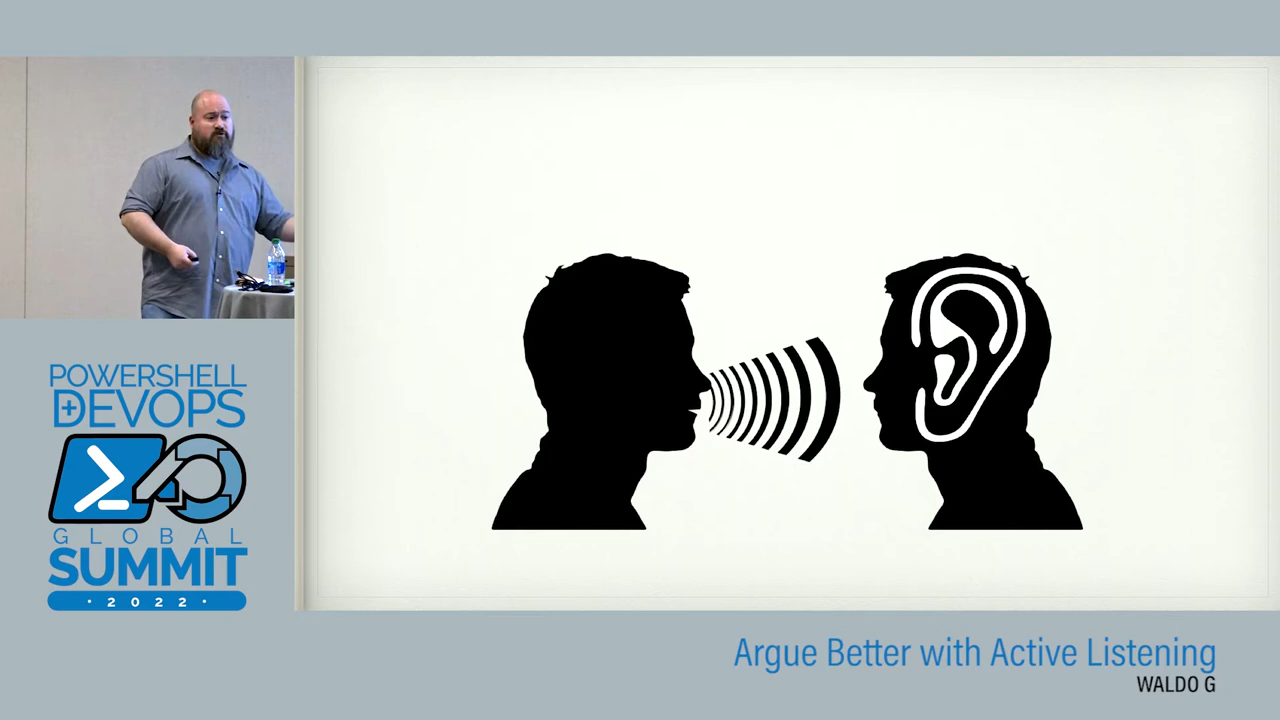 POWERSHELL
+DEVOPS
GLOBAL
SUMMIT
· 2022 ·
Argue Better with Active Listening
WALDO G